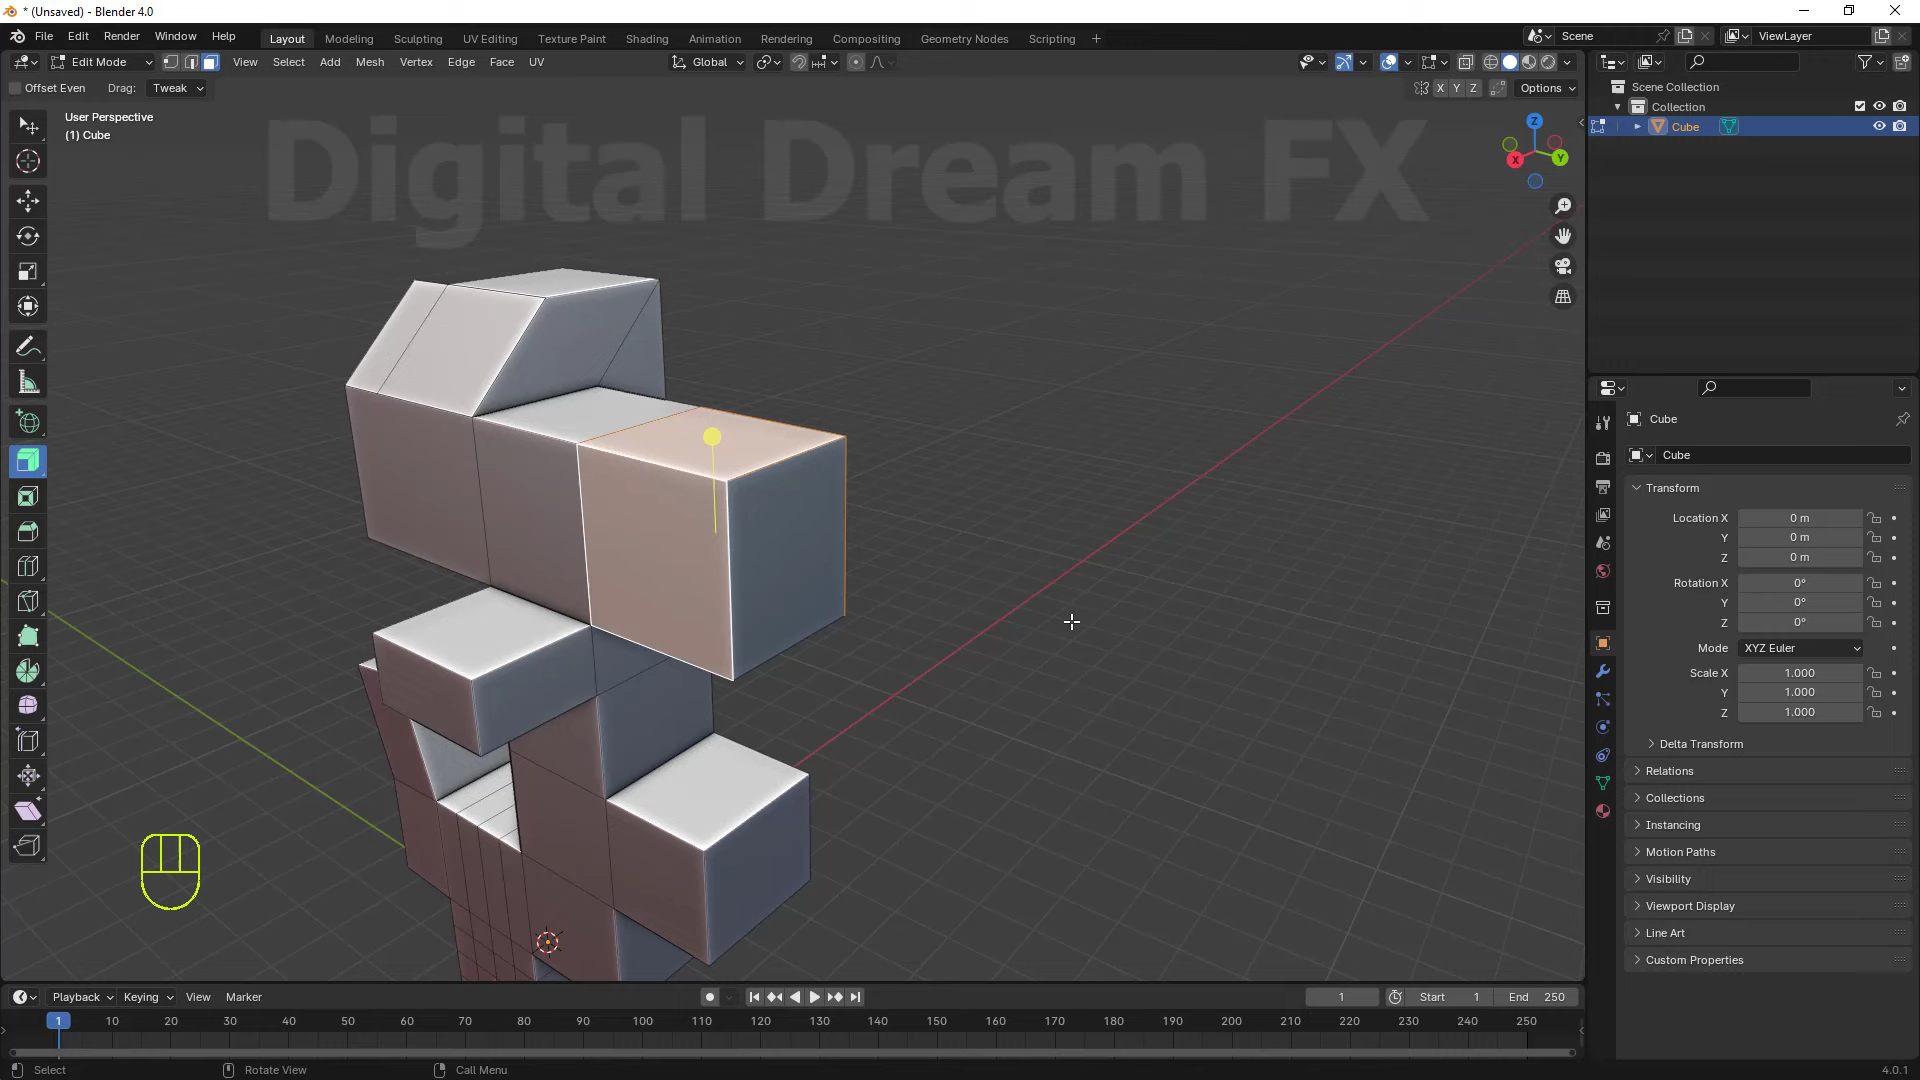 * (Unsaved) - Blender 4.0
File Edit Render Window Help
Layout Modeling Sculpting UV Editing Texture Paint Shading Animation Rendering Compositing Geometry Nodes Scripting +
Scene ViewLayer
Edit Mode View Select Add Mesh Vertex Edge Face UV Global
Offset Even Drag: Tweak X Y Z Options
User Perspective
(1) Cube
Digital Dream FX
Z
X Y
Scene Collection
Collection
Cube
Cube
Cube
Transform
Location X 0 m
Y 0 m
Z 0 m
Rotation X 0°
Y 0°
Z 0°
Mode XYZ Euler
Scale X 1.000
Y 1.000
Z 1.000
Delta Transform
Relations
Collections
Instancing
Motion Paths
Visibility
Viewport Display
Line Art
Custom Properties
Playback Keying View Marker 1 Start 1 End 250
1 10 20 30 40 50 60 70 80 90 100 110 120 130 140 150 160 170 180 190 200 210 220 230 240 250
Select Rotate View Call Menu 4.0.1